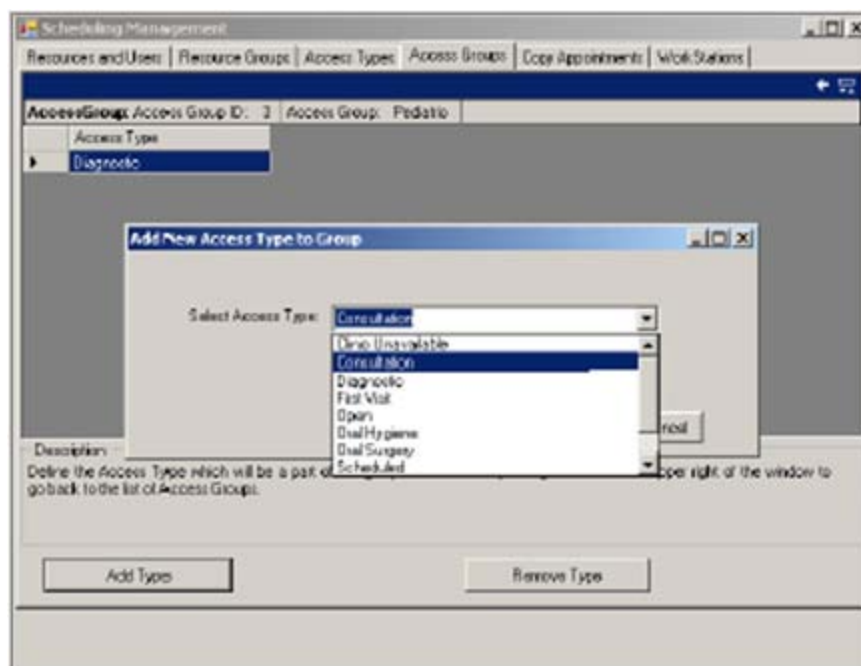 Scheduling Management
Resources and Users | Resource Groups | Access Types | Access Groups | Copy Appointments | Work Stations
AccessGroup: Access Group ID: 3 Access Group: Pediatric
Access Type
Diagnostic
Add New Access Type to Group
Select Access Type: Consultation
Clinic Unavailable
Consultation
Diagnostic
First Visit
Open
Oral Hygiene
Oral Surgery
Scheduled
Description
Define the Access Type which will be a part of right of the window to
go back to the list of Access Groups.
Add Types Remove Type